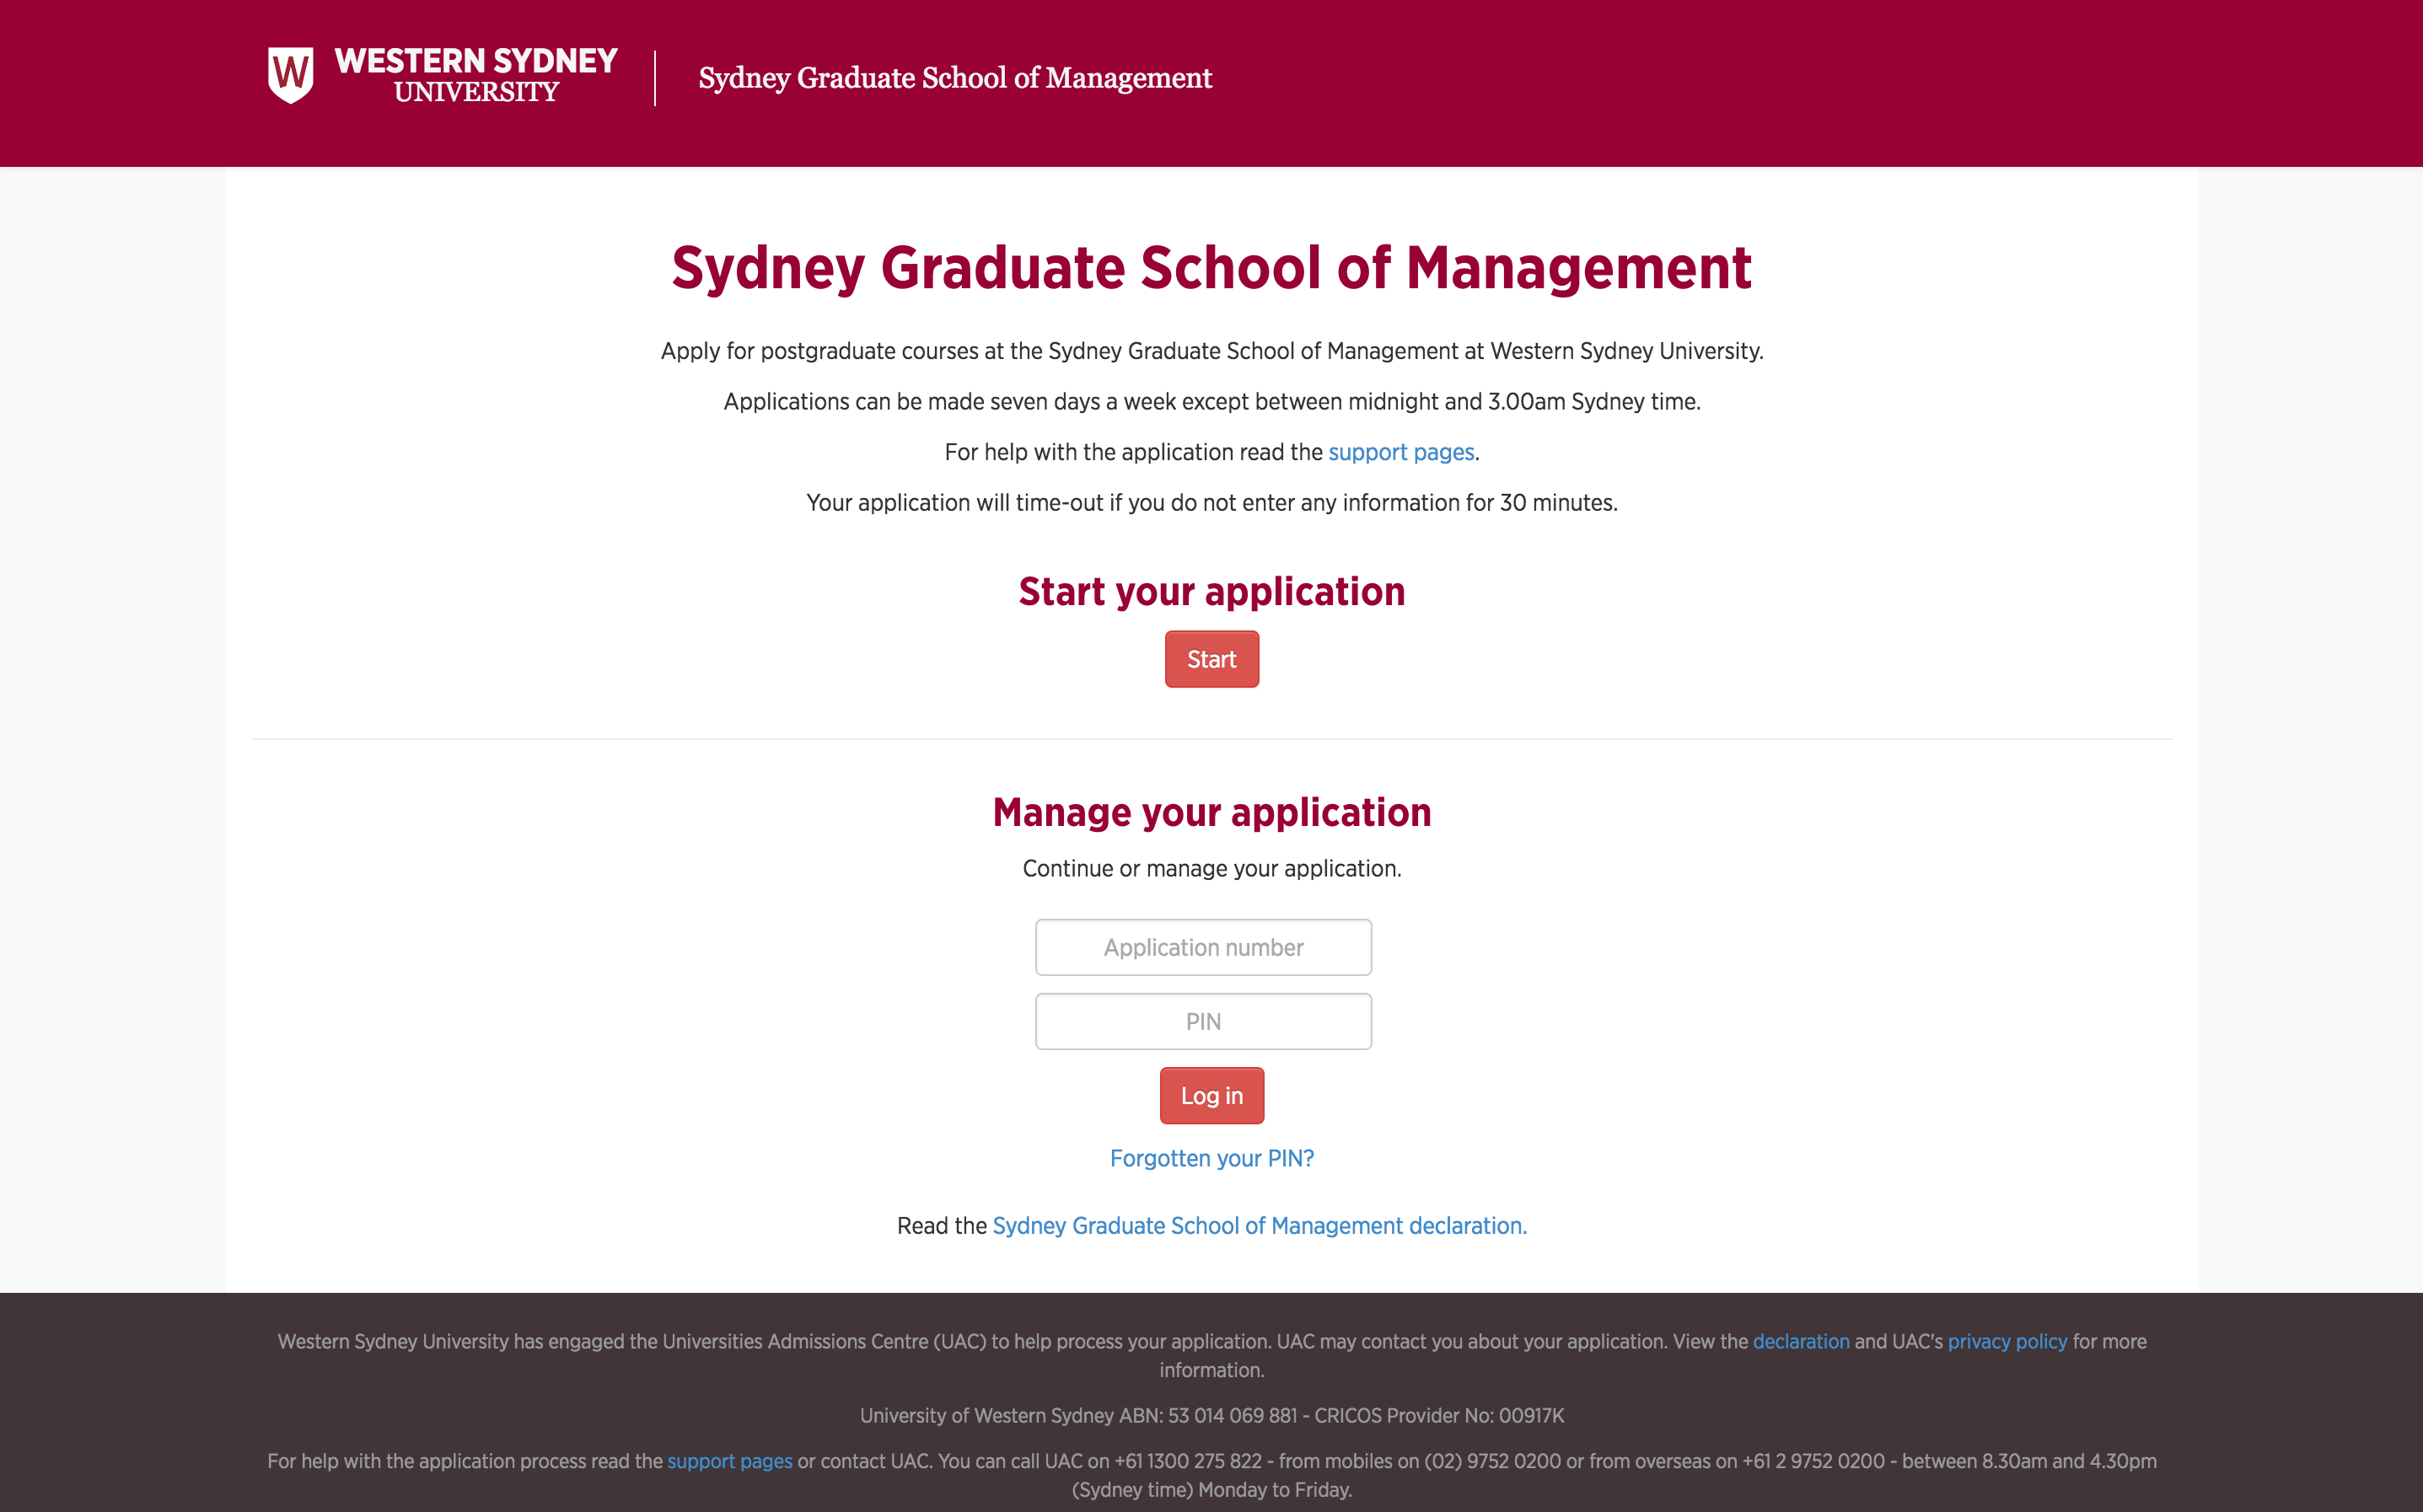 W
WESTERN SYDNEY
UNIVERSITY
Sydney Graduate School of Management
Sydney Graduate School of Management
Apply for postgraduate courses at the Sydney Graduate School of Management at Western Sydney University.
Applications can be made seven days a week except between midnight and 3.00am Sydney time.
For help with the application read the support pages.
Your application will time-out if you do not enter any information for 30 minutes.
Start your application
Start
Manage your application
Continue or manage your application.
Application number
PIN
Log in
Forgotten your PIN?
Read the Sydney Graduate School of Management declaration.
Western Sydney University has engaged the Universities Admissions Centre (UAC) to help process your application. UAC may contact you about your application. View the declaration and UAC's privacy policy for more
information.
University of Western Sydney ABN: 53 014 069 881 - CRICOS Provider No: 00917K
For help with the application process read the support pages or contact UAC. You can call UAC on +61 1300 275 822 - from mobiles on (02) 9752 0200 or from overseas on +61 2 9752 0200 - between 8.30am and 4.30pm
(Sydney time) Monday to Friday.